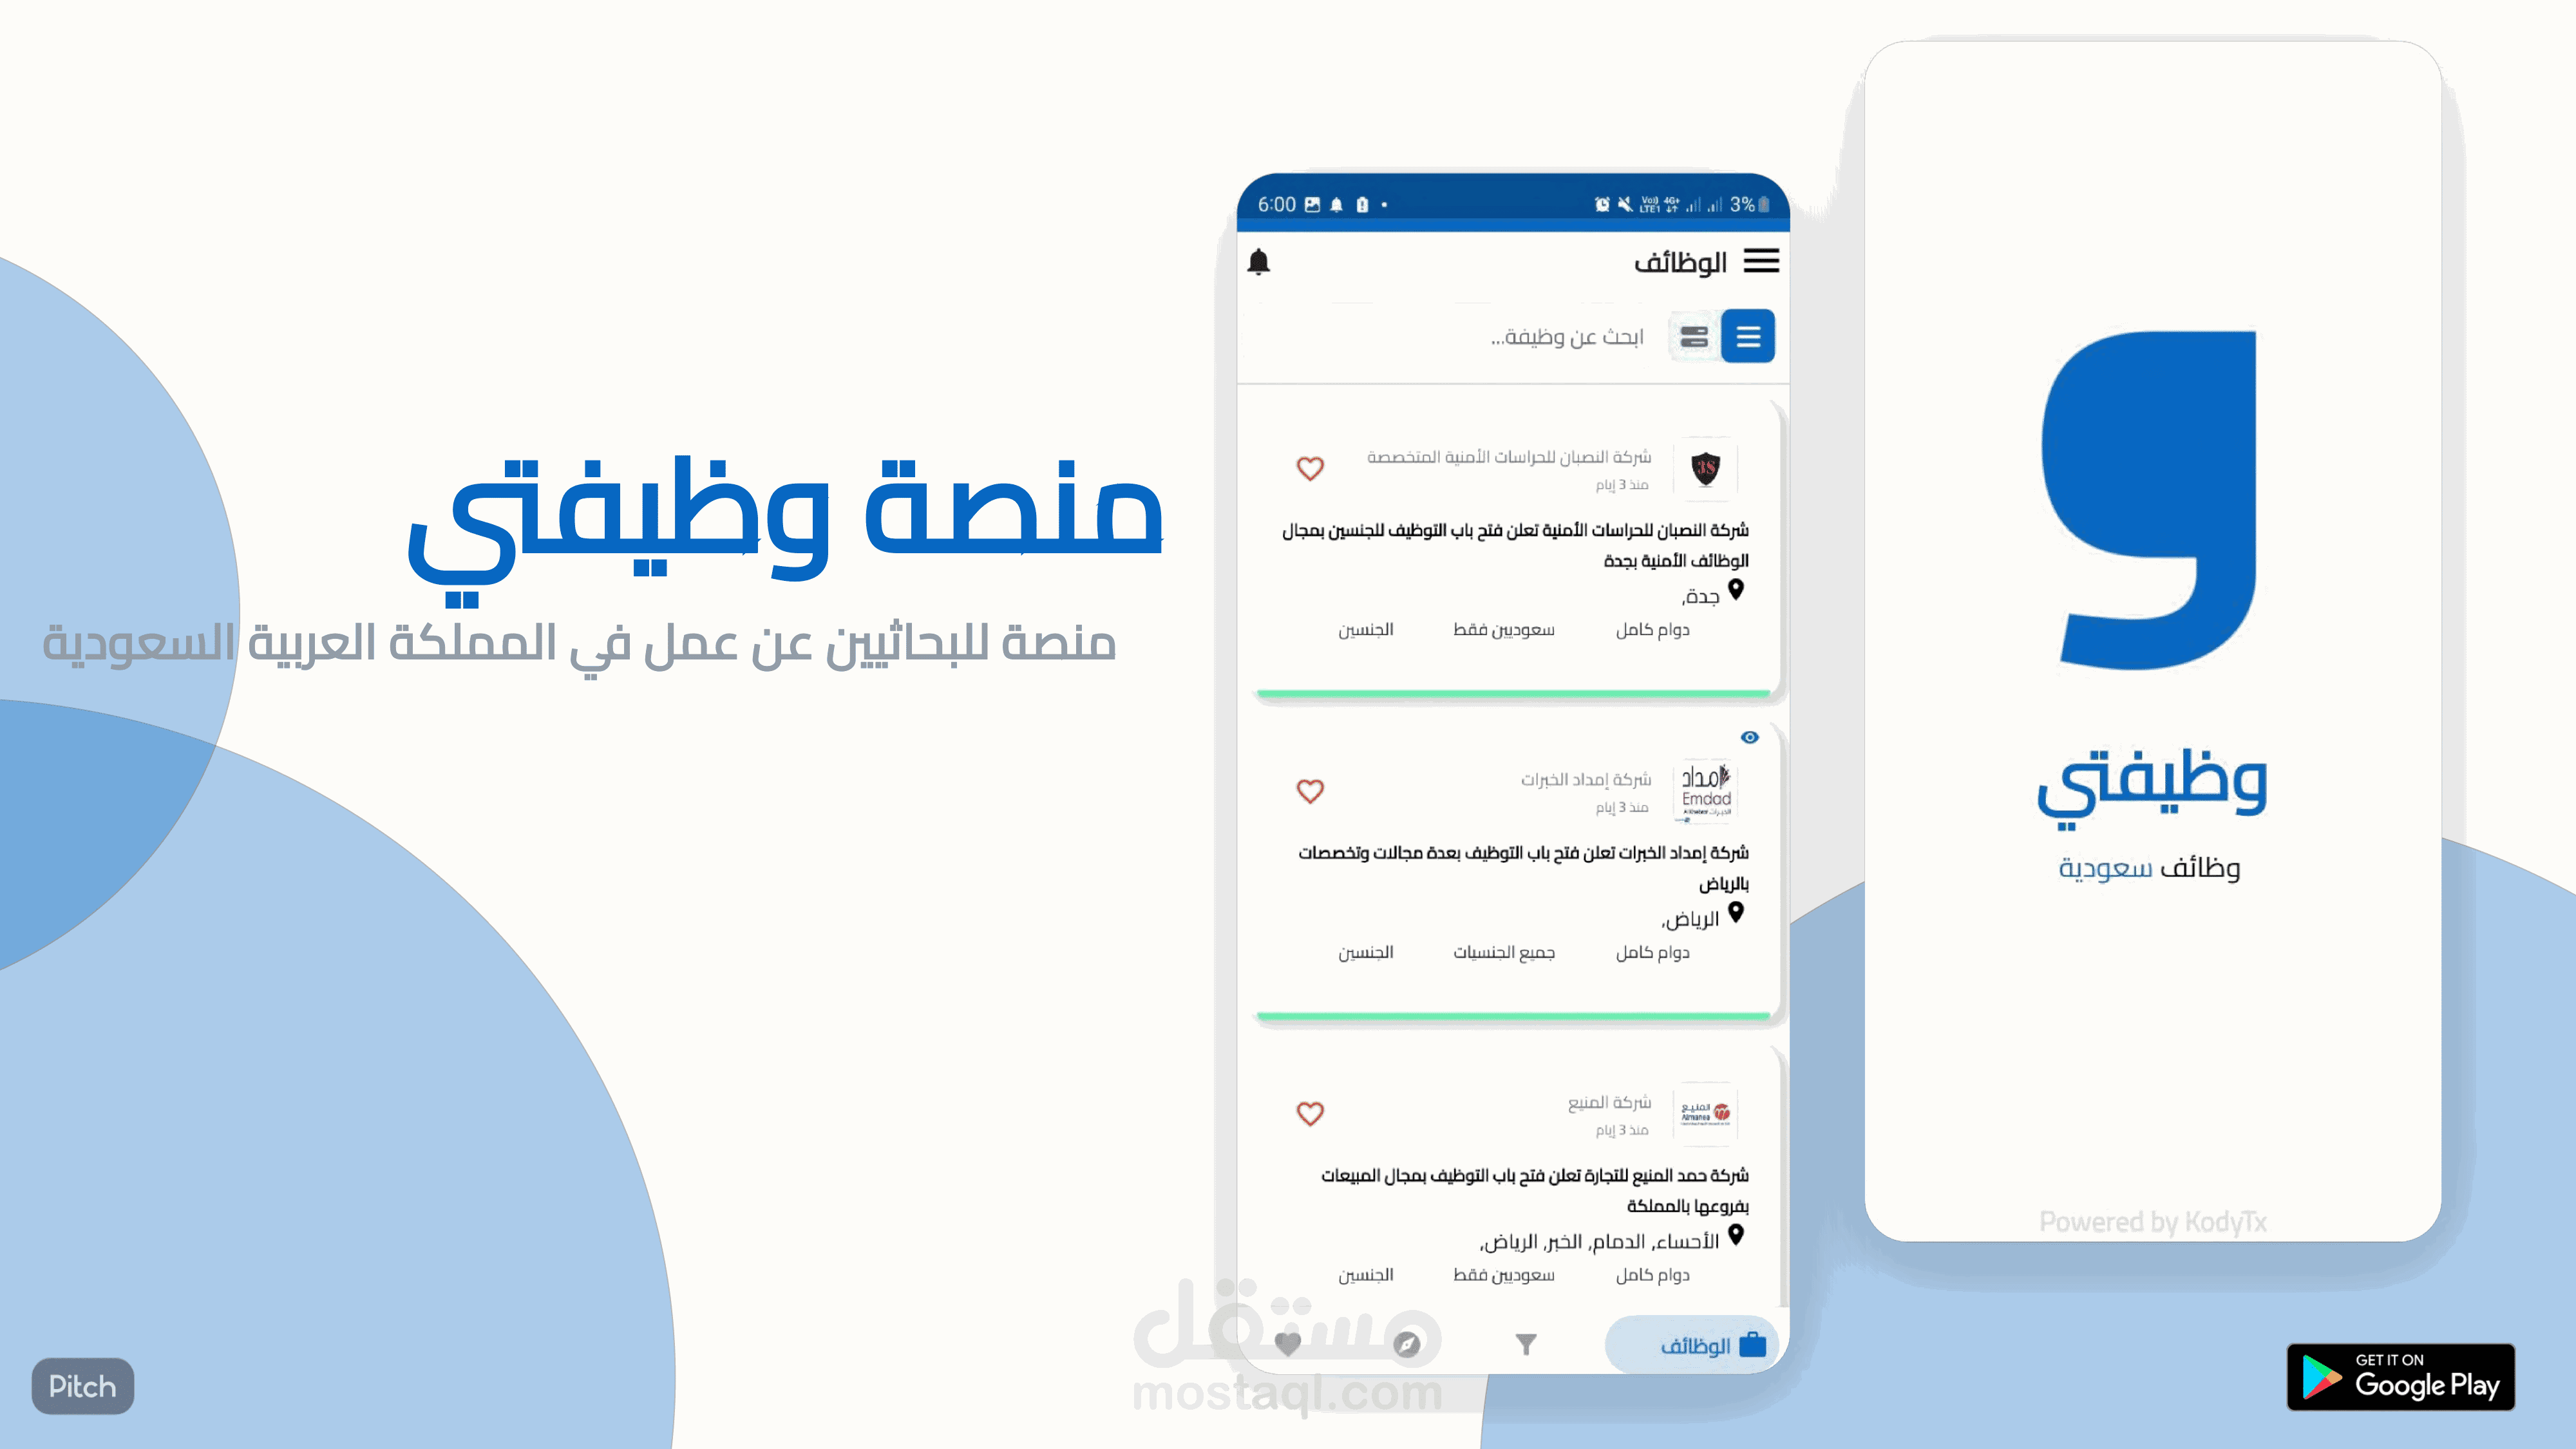 منصة وظيفتي
منصة للبحاثيين عن عمل في المملكة العربية السعودية
6:00
3%
الوظائف
ابحث عن وظيفة...
شركة النصبان للحراسات الأمنية المتخصصة
منذ 3 إيام
شركة النصبان للحراسات الأمنية تعلن فتح باب التوظيف للجنسين بمجال
الوظائف الأمنية بجدة
جدة,
دوام كامل سعوديين فقط الجنسين
امداد
Emdad
شركة إمداد الخبرات
منذ 3 إيام
شركة إمداد الخبرات تعلن فتح باب التوظيف بعدة مجالات وتخصصات
بالرياض
الرياض,
دوام كامل جميع الجنسيات الجنسين
المنيع
Almanea
شركة المنيع
منذ 3 إيام
شركة حمد المنيع للتجارة تعلن فتح باب التوظيف بمجال المبيعات
بفروعها بالمملكة
الأحساء, الدمام, الخبر, الرياض,
دوام كامل سعوديين فقط الجنسين
الوظائف
وظيفتي
وظائف سعودية
Powered by KodyTx
مستقل
mostaql.com
Pitch
GET IT ON
Google Play